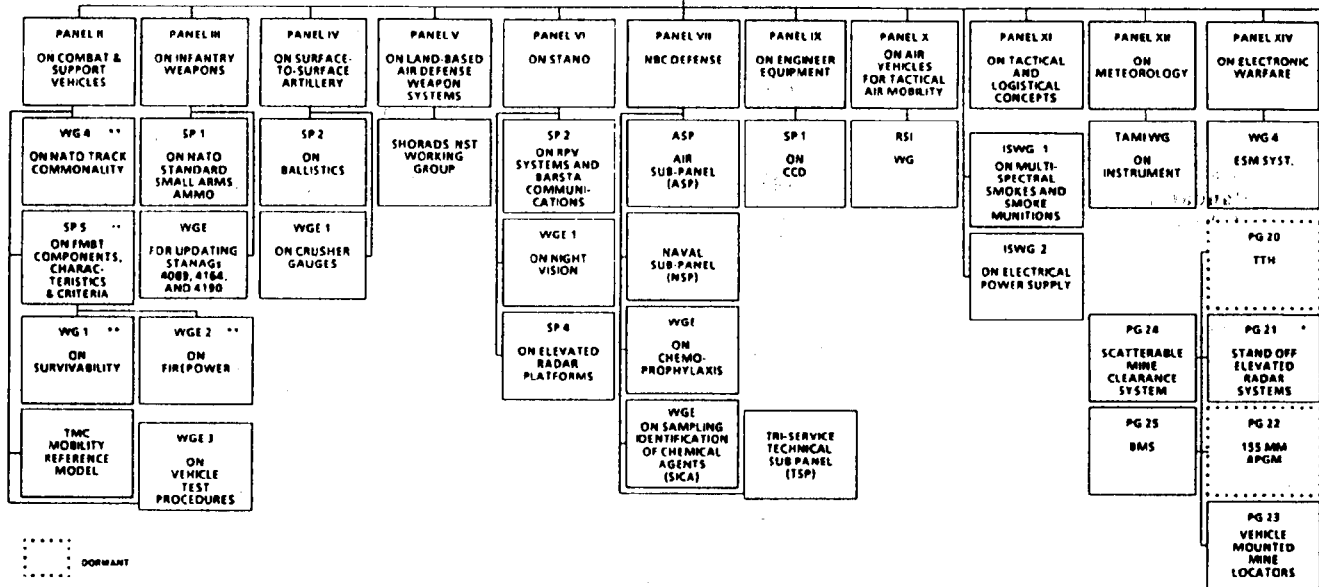 PANEL II
ON COMBAT &
SUPPORT
VEHICLES
PANEL III
ON INFANTRY
WEAPONS
PANEL IV
ON SURFACE-
TO-SURFACE
ARTILLERY
PANEL V
ON LAND-BASED
AIR DEFENSE
WEAPON
SYSTEMS
PANEL VI
ON STANO
PANEL VII
NBC DEFENSE
PANEL IX
ON ENGINEER
EQUIPMENT
PANEL X
ON AIR
VEHICLES
FOR TACTICAL
AIR MOBILITY
PANEL XI
ON TACTICAL
AND
LOGISTICAL
CONCEPTS
PANEL XII
ON
METEOROLOGY
PANEL XIV
ON ELECTRONIC
WARFARE
WG 4 **
ON NATO TRACK
COMMONALITY
SP 1
ON NATO
STANDARD
SMALL ARMS
AMMO
SP 2
ON
BALLISTICS
SHORADS NST
WORKING
GROUP
SP 2
ON RPV
SYSTEMS AND
BARSTA
COMMUNI-
CATIONS
ASP
AIR
SUB-PANEL
(ASP)
SP 1
ON
CCD
RSI
WG
ISWG 1
ON MULTI-
SPECTRAL
SMOKES AND
SMOKE
MUNITIONS
TAMI WG
ON
INSTRUMENT
WG 4
ESM SYST.
SP 5 **
ON FMBT
COMPONENTS,
CHARAC-
TERISTICS
& CRITERIA
WGE
FOR UPDATING
STANAGs
4089, 4164,
AND 4190
WGE 1
ON CRUSHER
GAUGES
WGE 1
ON NIGHT
VISION
NAVAL
SUB-PANEL
(NSP)
ISWG 2
ON ELECTRICAL
POWER SUPPLY
PG 20
TTH
WG 1 **
ON
SURVIVABILITY
WGE 2 **
ON
FIREPOWER
SP 4
ON ELEVATED
RADAR
PLATFORMS
WGE
ON
CHEMO-
PROPHYLAXIS
PG 24
SCATTERABLE
MINE
CLEARANCE
SYSTEM
PG 21 *
STAND OFF
ELEVATED
RADAR
SYSTEMS
TMC
MOBILITY
REFERENCE
MODEL
WGE 3
ON
VEHICLE
TEST
PROCEDURES
WGE
ON SAMPLING
IDENTIFICATION
OF CHEMICAL
AGENTS
(SICA)
TRI-SERVICE
TECHNICAL
SUB PANEL
(TSP)
PG 25
BMS
PG 22
155 MM
APGM
PG 23
VEHICLE
MOUNTED
MINE
LOCATORS
DORMANT